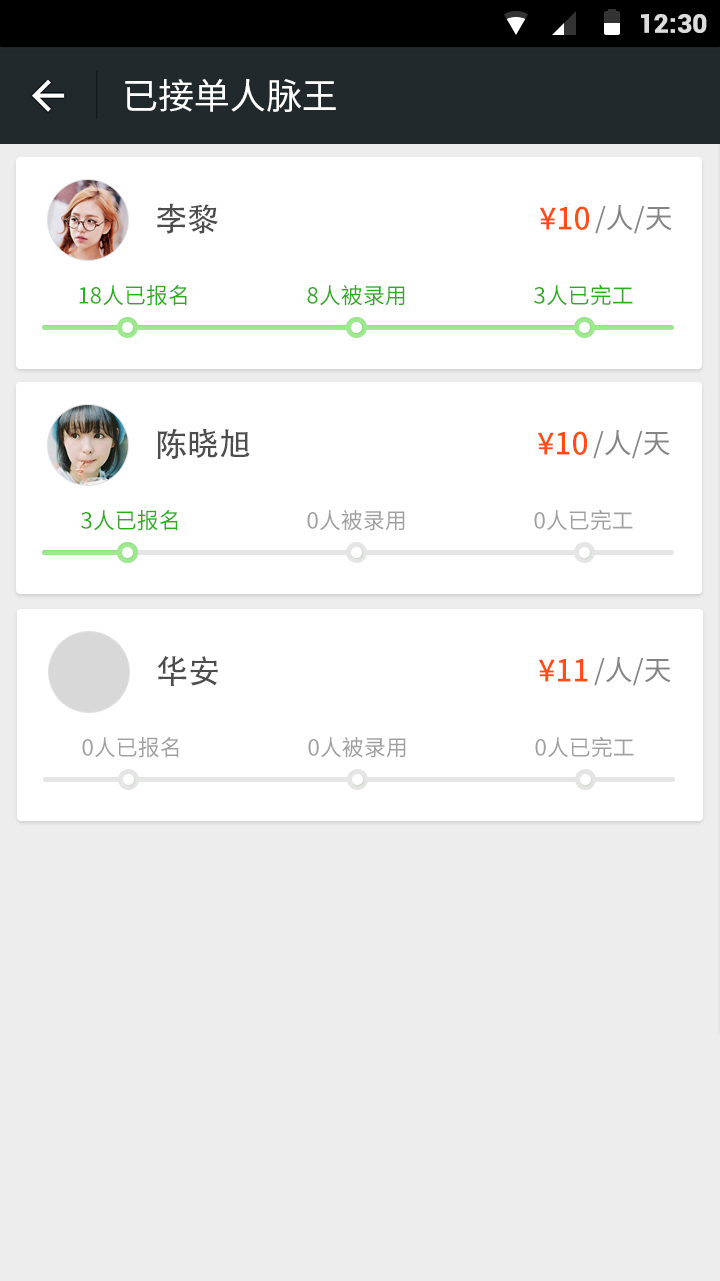 12:30
已接单人脉王
李黎 ¥10/人/天
18人已报名 8人被录用 3人已完工
陈晓旭 ¥10/人/天
3人已报名 0人被录用 0人已完工
华安 ¥11/人/天
0人已报名 0人被录用 0人已完工